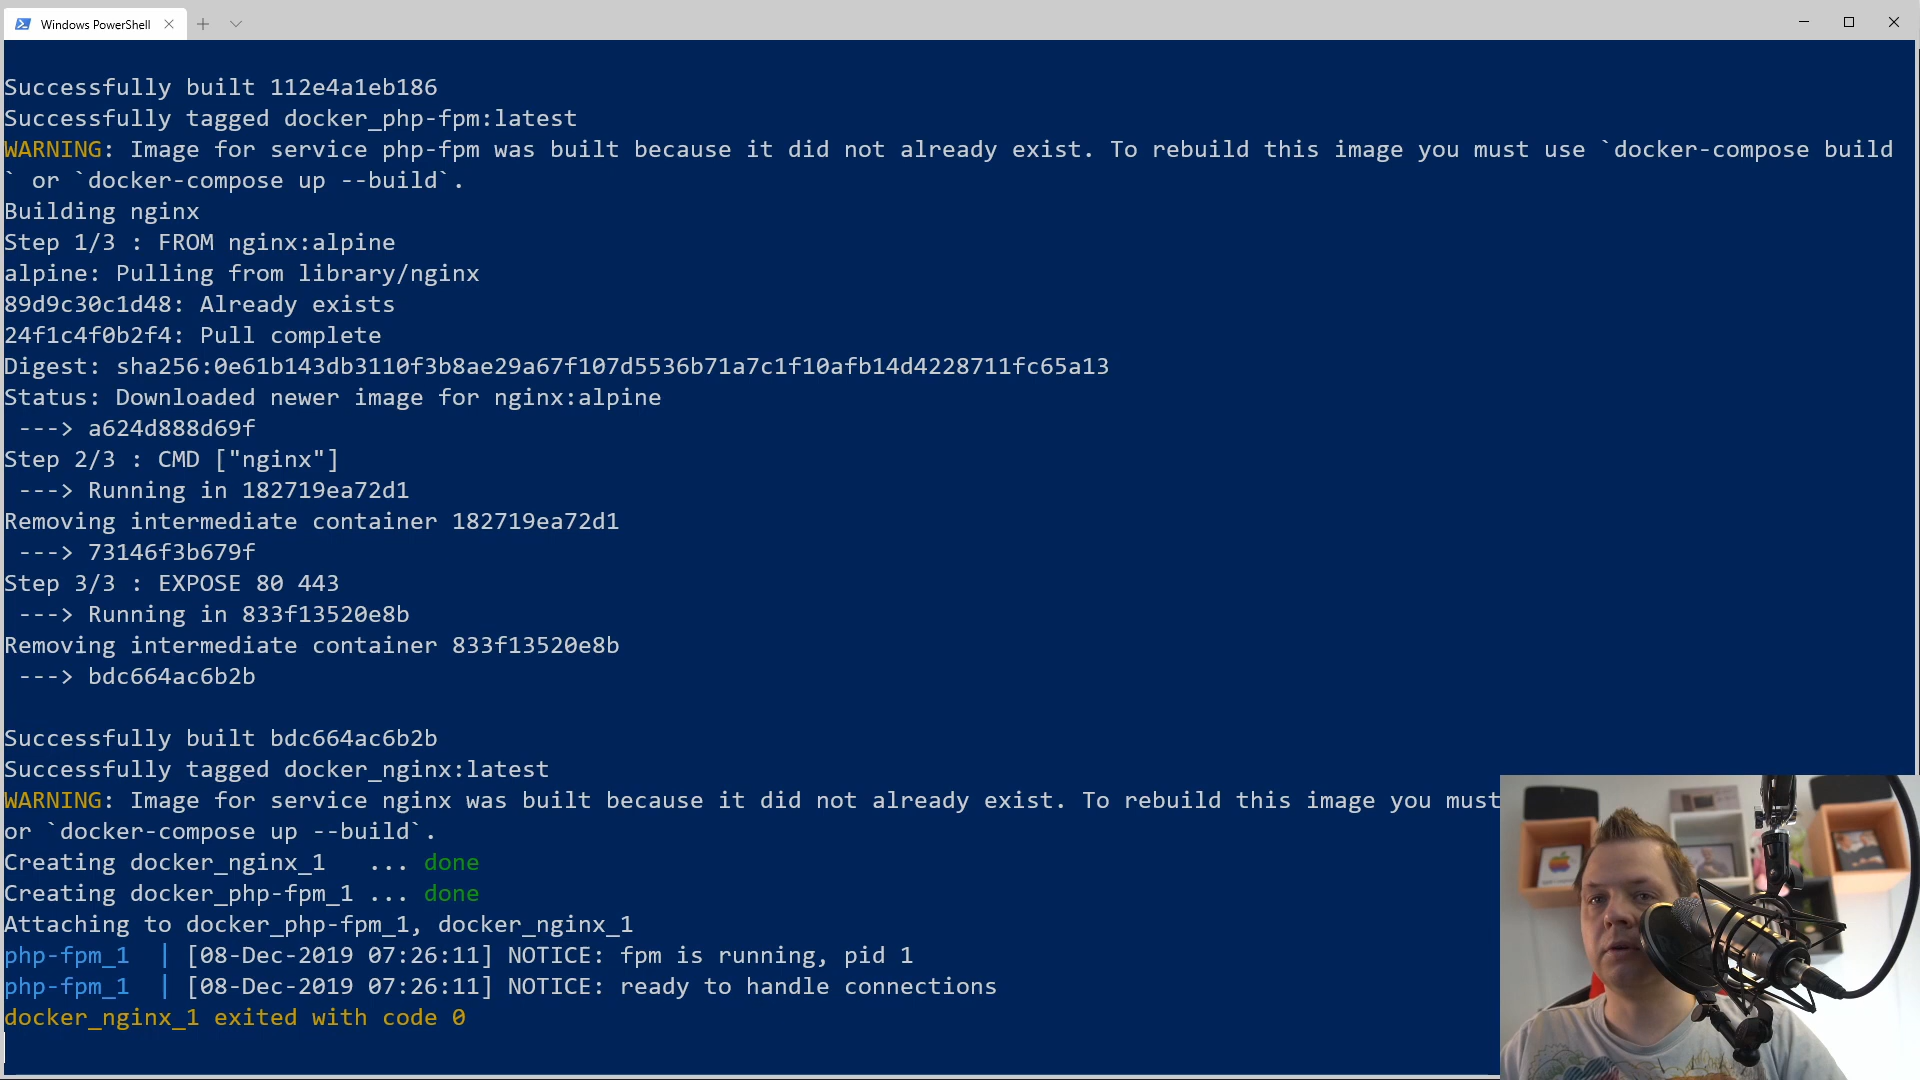 Windows PowerShell
Successfully built 112e4a1eb186
Successfully tagged docker_php-fpm:latest
WARNING: Image for service php-fpm was built because it did not already exist. To rebuild this image you must use `docker-compose build
` or `docker-compose up --build`.
Building nginx
Step 1/3 : FROM nginx:alpine
alpine: Pulling from library/nginx
89d9c30c1d48: Already exists
24f1c4f0b2f4: Pull complete
Digest: sha256:0e61b143db3110f3b8ae29a67f107d5536b71a7c1f10afb14d4228711fc65a13
Status: Downloaded newer image for nginx:alpine
 ---> a624d888d69f
Step 2/3 : CMD ["nginx"]
 ---> Running in 182719ea72d1
Removing intermediate container 182719ea72d1
 ---> 73146f3b679f
Step 3/3 : EXPOSE 80 443
 ---> Running in 833f13520e8b
Removing intermediate container 833f13520e8b
 ---> bdc664ac6b2b
Successfully built bdc664ac6b2b
Successfully tagged docker_nginx:latest
WARNING: Image for service nginx was built because it did not already exist. To rebuild this image you must
or `docker-compose up --build`.
Creating docker_nginx_1   ... done
Creating docker_php-fpm_1 ... done
Attaching to docker_php-fpm_1, docker_nginx_1
php-fpm_1  | [08-Dec-2019 07:26:11] NOTICE: fpm is running, pid 1
php-fpm_1  | [08-Dec-2019 07:26:11] NOTICE: ready to handle connections
docker_nginx_1 exited with code 0